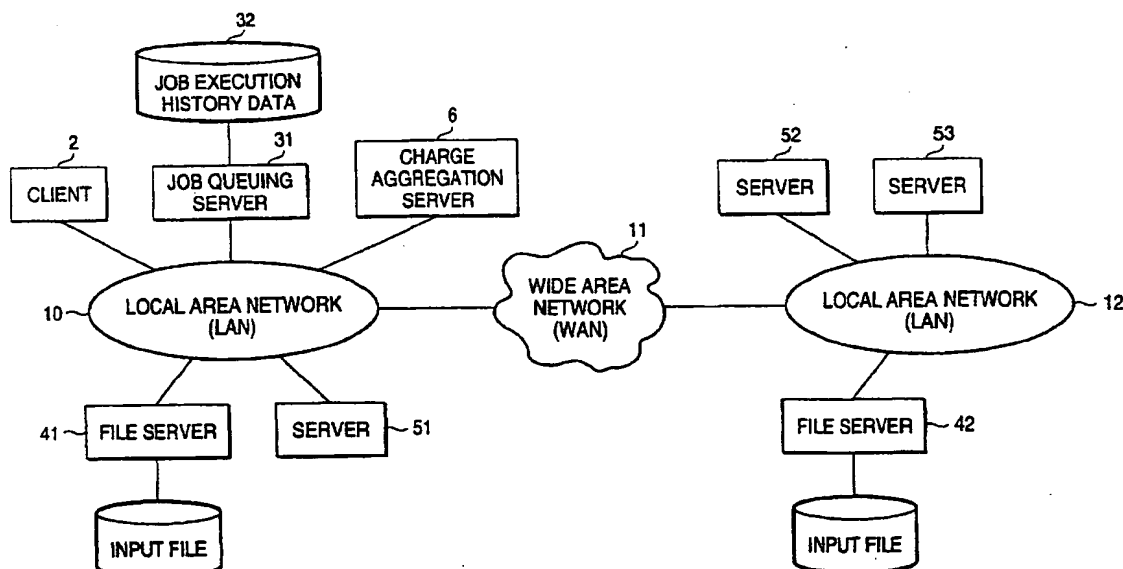 32
JOB EXECUTION
HISTORY DATA
2
CLIENT
31
JOB QUEUING
SERVER
6
CHARGE
AGGREGATION
SERVER
52
SERVER
53
SERVER
10
LOCAL AREA NETWORK
(LAN)
11
WIDE AREA
NETWORK
(WAN)
LOCAL AREA NETWORK
(LAN)
12
41
FILE SERVER
SERVER
51
FILE SERVER
42
INPUT FILE
INPUT FILE